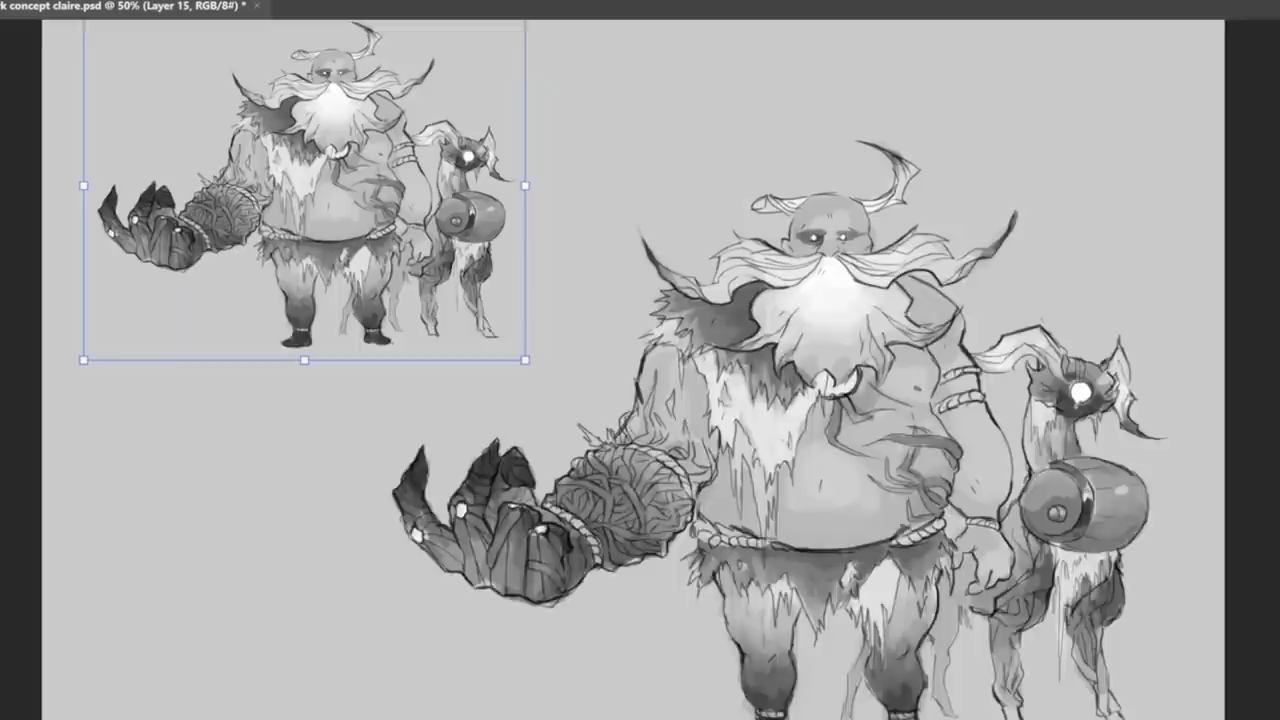 k concept claire.psd @ 50% (Layer 15, RGB/8#) * ×